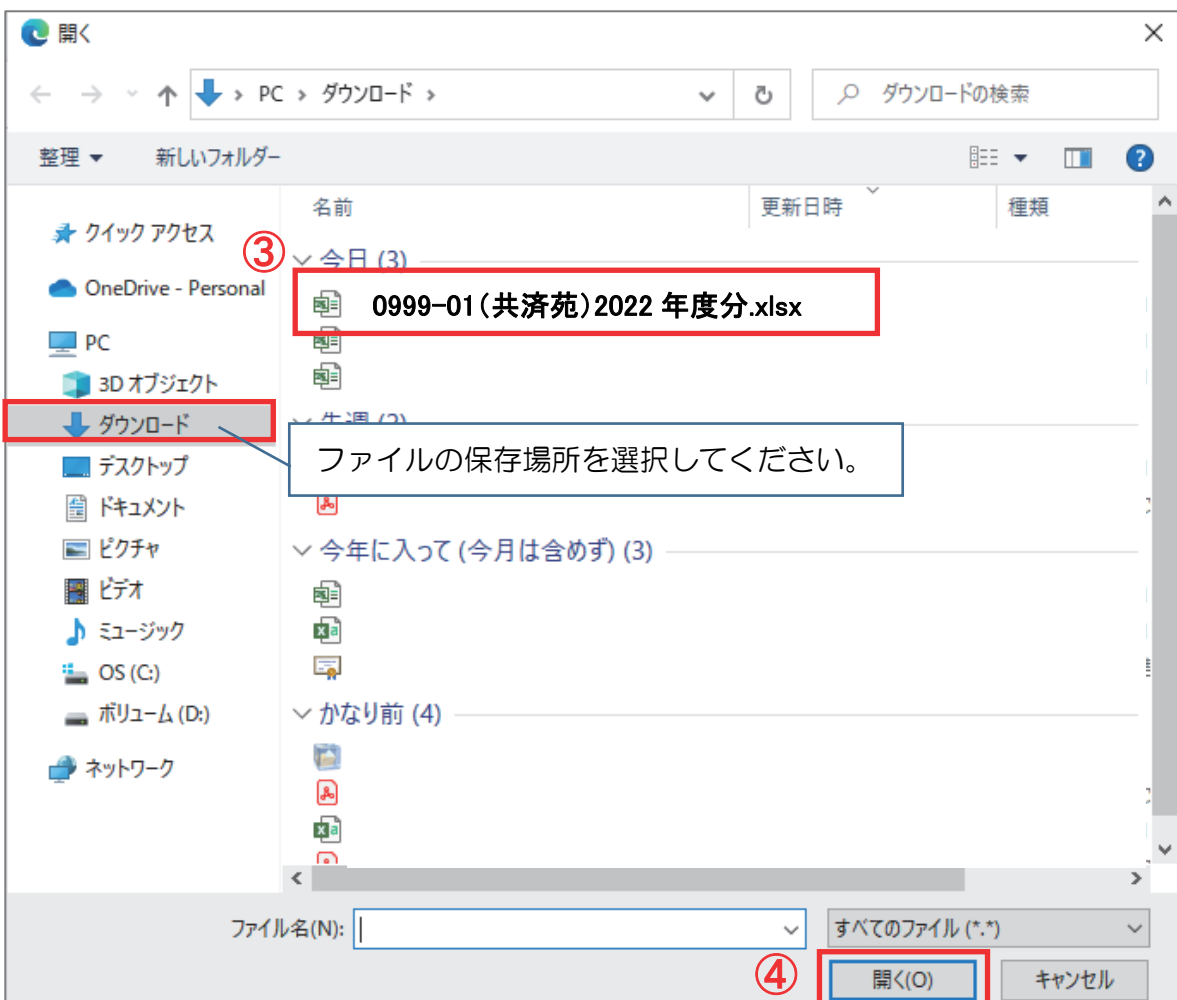 開く
PC › ダウンロード ›
ダウンロードの検索
整理
新しいフォルダー
名前
更新日時
種類
クイック アクセス
OneDrive - Personal
PC
3D オブジェクト
ダウンロード
デスクトップ
ドキュメント
ピクチャ
ビデオ
ミュージック
OS (C:)
ボリューム (D:)
ネットワーク
③
今日 (3)
0999-01（共済苑）2022 年度分.xlsx
先週 (2)
ファイルの保存場所を選択してください。
今年に入って (今月は含めず) (3)
かなり前 (4)
ファイル名(N):
すべてのファイル (*.*)
④
開く(O)
キャンセル